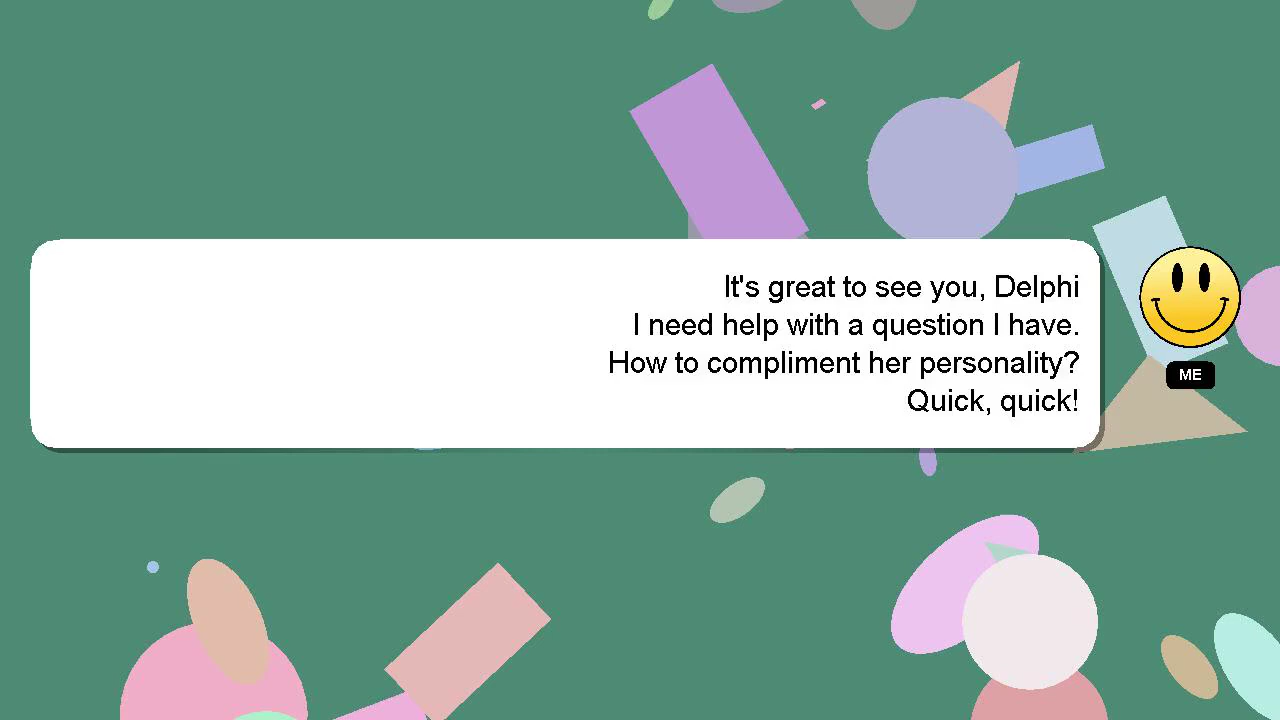 It's great to see you, Delphi
I need help with a question I have.
How to compliment her personality?
Quick, quick!
ME